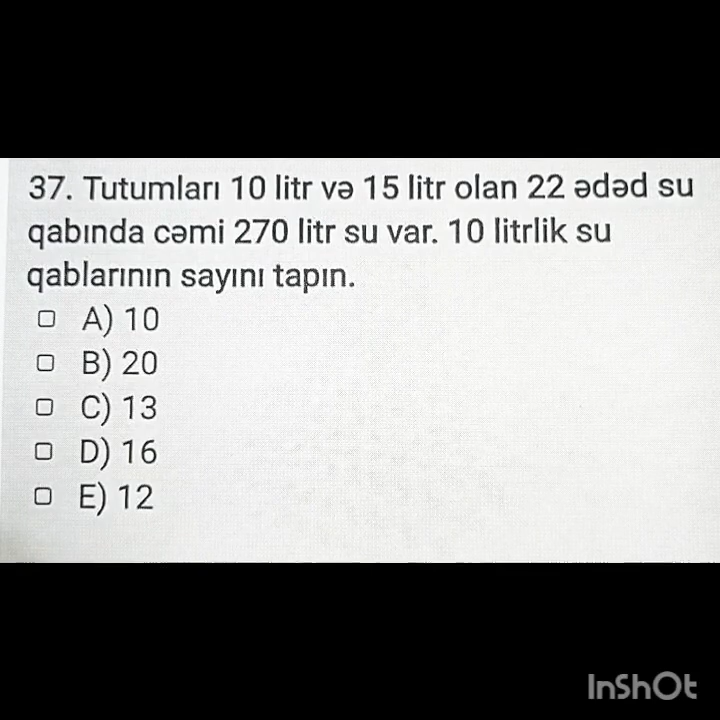 37. Tutumları 10 litr və 15 litr olan 22 ədəd su
qabında cəmi 270 litr su var. 10 litrlik su
qablarının sayını tapın.
A) 10
B) 20
C) 13
D) 16
E) 12
InShOt